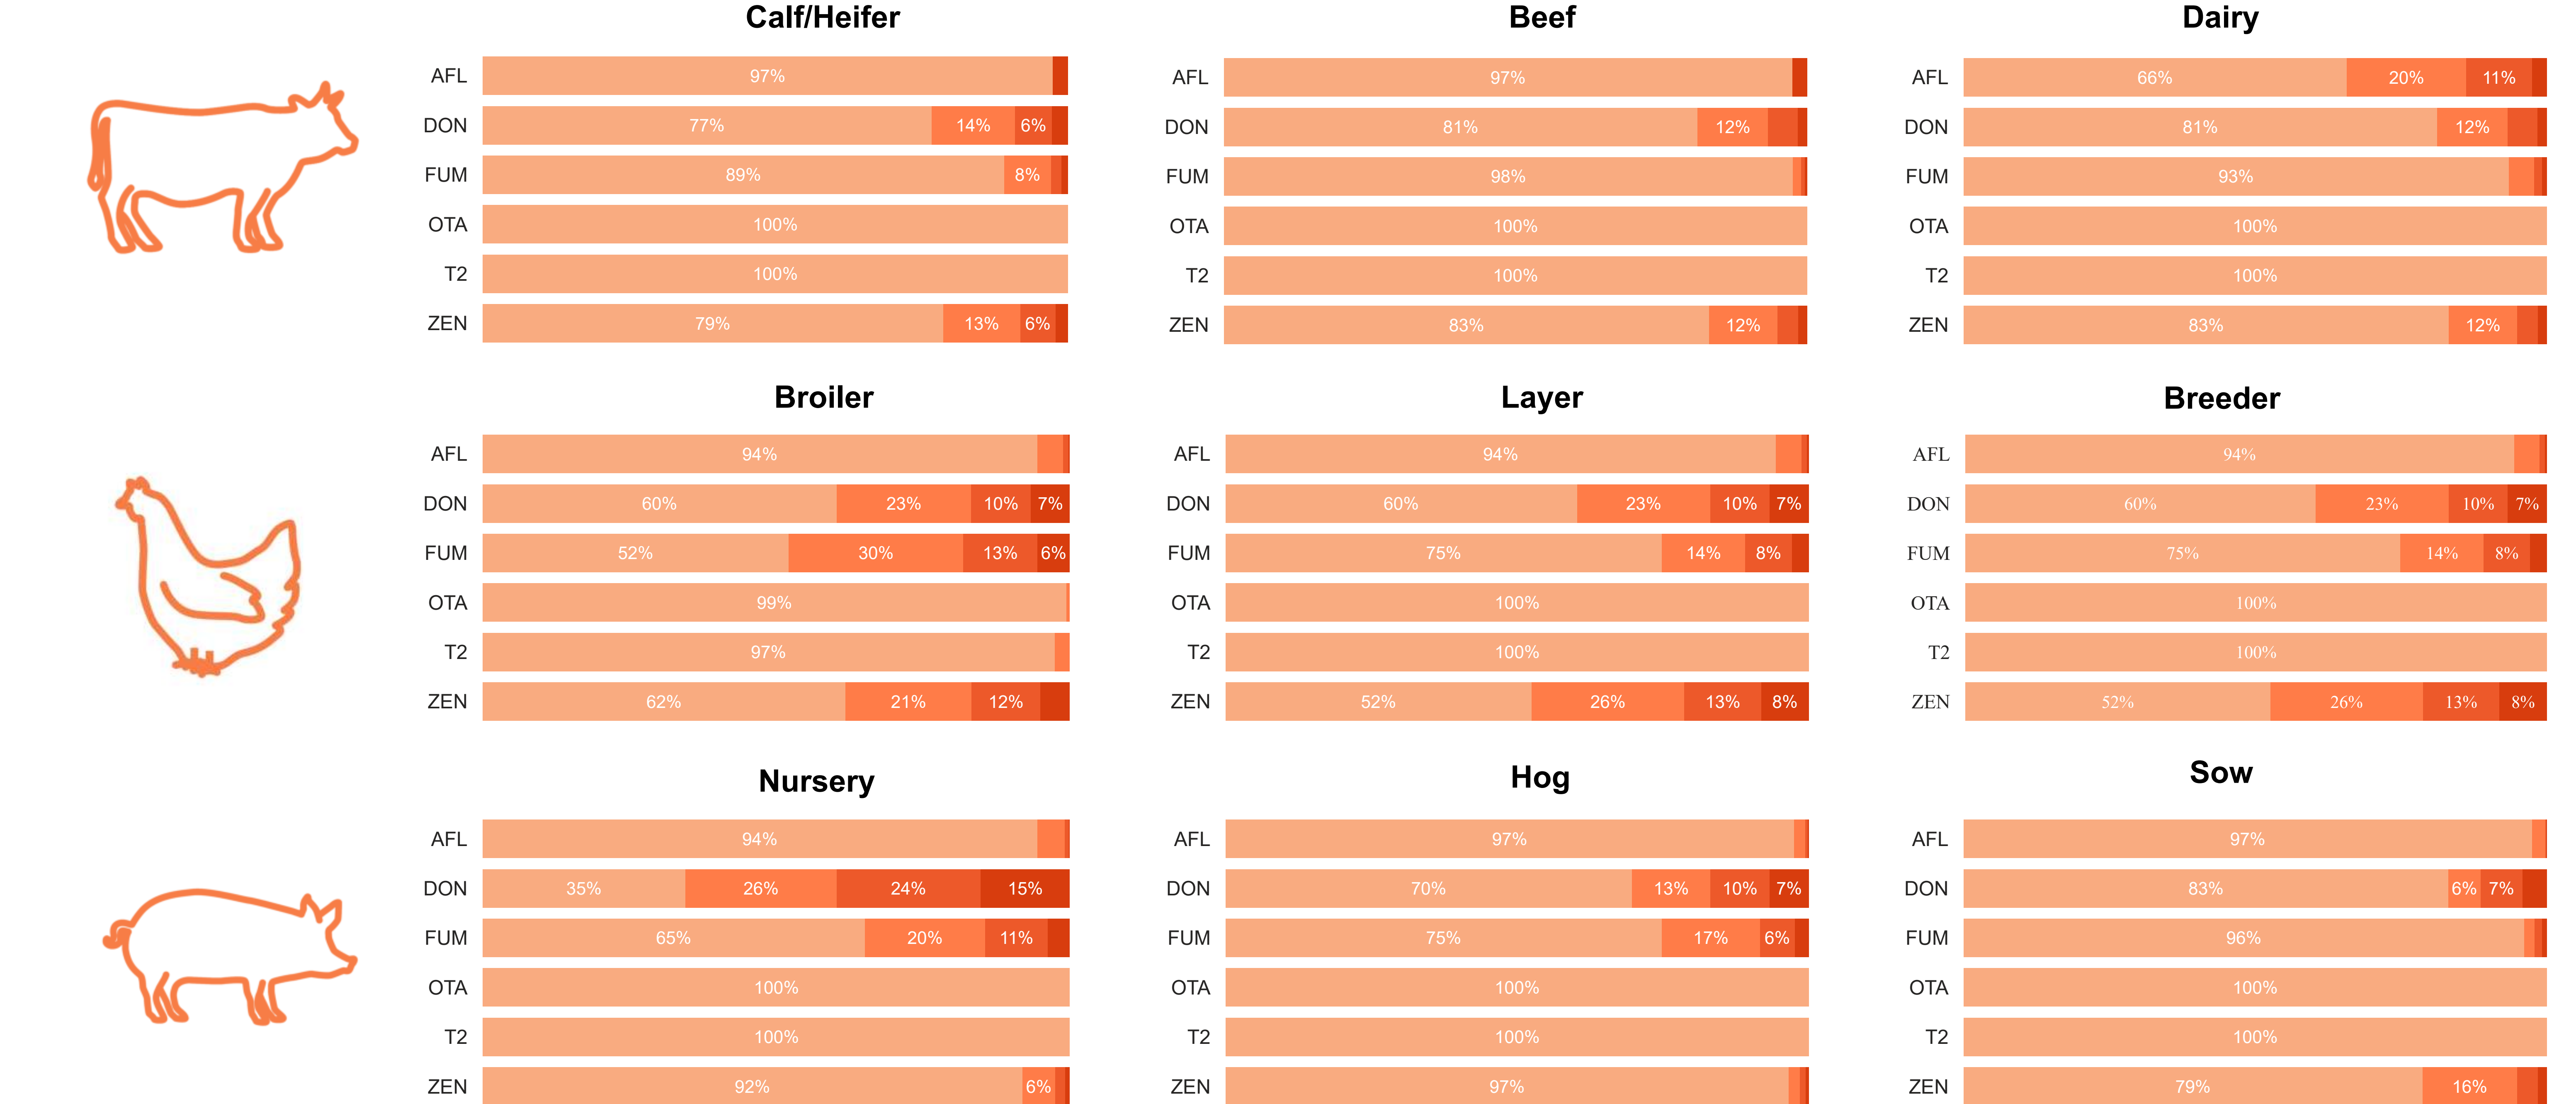 Calf/Heifer Beef Dairy
AFL 97% AFL 97% AFL 66% 20% 11%
DON 77% 14% 6% DON 81% 12% DON 81% 12%
FUM 89% 8% FUM 98% FUM 93%
OTA 100% OTA 100% OTA 100%
T2 100% T2 100% T2 100%
ZEN 79% 13% 6% ZEN 83% 12% ZEN 83% 12%
Broiler Layer Breeder
AFL 94% AFL 94% AFL 94%
DON 60% 23% 10% 7% DON 60% 23% 10% 7% DON 60% 23% 10% 7%
FUM 52% 30% 13% 6% FUM 75% 14% 8% FUM 75% 14% 8%
OTA 99% OTA 100% OTA 100%
T2 97% T2 100% T2 100%
ZEN 62% 21% 12% ZEN 52% 26% 13% 8% ZEN 52% 26% 13% 8%
Nursery Hog Sow
AFL 94% AFL 97% AFL 97%
DON 35% 26% 24% 15% DON 70% 13% 10% 7% DON 83% 6% 7%
FUM 65% 20% 11% FUM 75% 17% 6% FUM 96%
OTA 100% OTA 100% OTA 100%
T2 100% T2 100% T2 100%
ZEN 92% 6% ZEN 97% ZEN 79% 16%